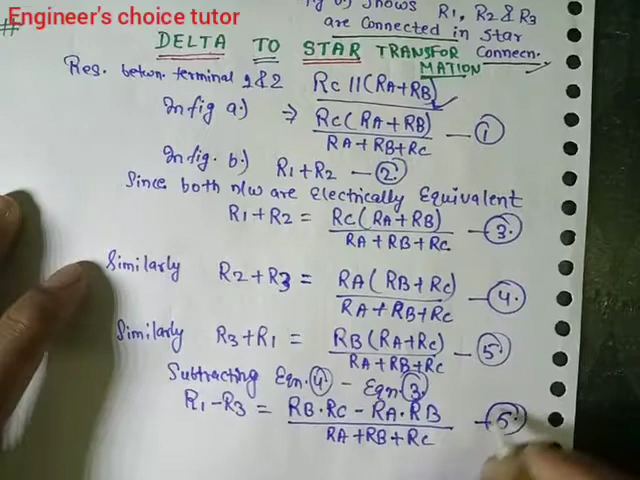 Engineer's choice tutor
#
fig b.) shows R1, R2 & R3
are connected in star
connecn.
DELTA TO STAR TRANSFOR
MATION
Res. betwn. terminal 1 & 2 RC || (RA+RB)
In fig a.) ⇒ RC(RA+RB) / RA+RB+RC — 1
In fig. b.) R1+R2 — 2
Since both n/w are Electrically Equivalent
R1+R2 = RC(RA+RB) / RA+RB+RC — 3.
Similarly R2+R3 = RA(RB+RC) / RA+RB+RC — 4.
Similarly R3+R1 = RB(RA+RC) / RA+RB+RC — 5.
Subtracting Eqn. 4 - Eqn 3
R1-R3 = RB.RC - RA.RB / RA+RB+RC — 6.